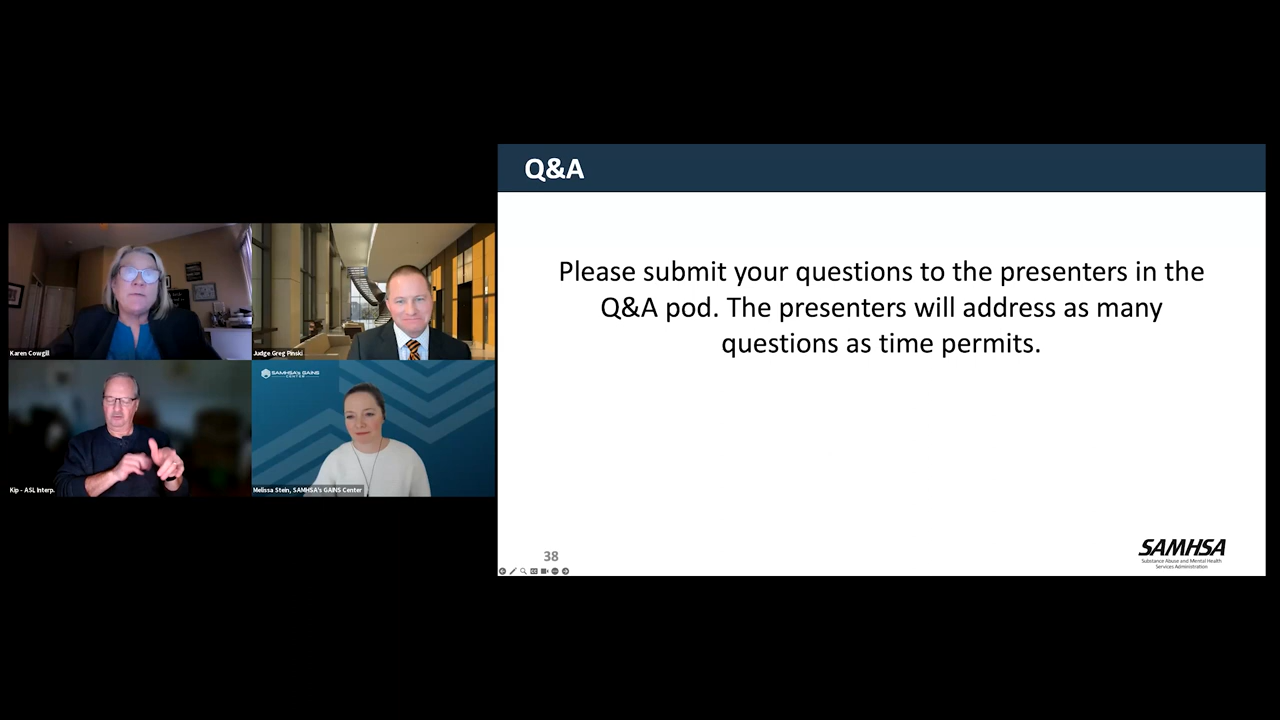 Q&A
Please submit your questions to the presenters in the
Q&A pod. The presenters will address as many
questions as time permits.
Karen Cowgill
Judge Greg Pinski
SAMHSA's GAINS
CENTER
Kip - ASL Interp.
Melissa Stein, SAMHSA's GAINS Center
38
SAMHSA
Substance Abuse and Mental Health
Services Administration